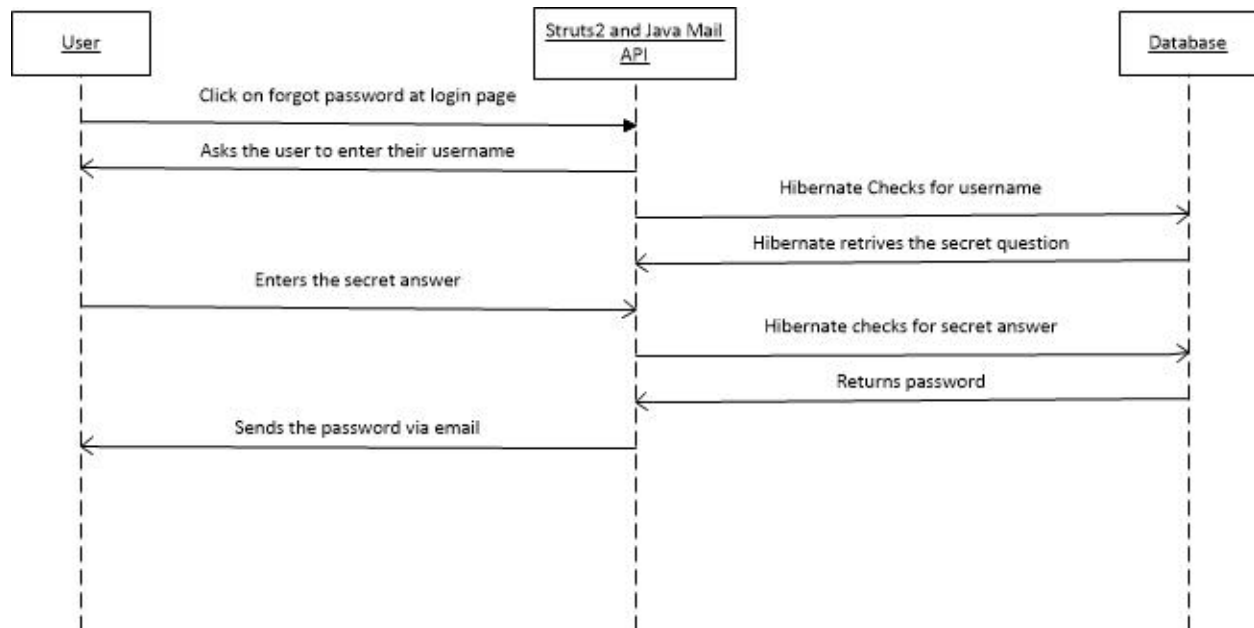 User
Struts2 and Java Mail
API
Database
Click on forgot password at login page
Asks the user to enter their username
Hibernate Checks for username
Hibernate retrives the secret question
Enters the secret answer
Hibernate checks for secret answer
Returns password
Sends the password via email